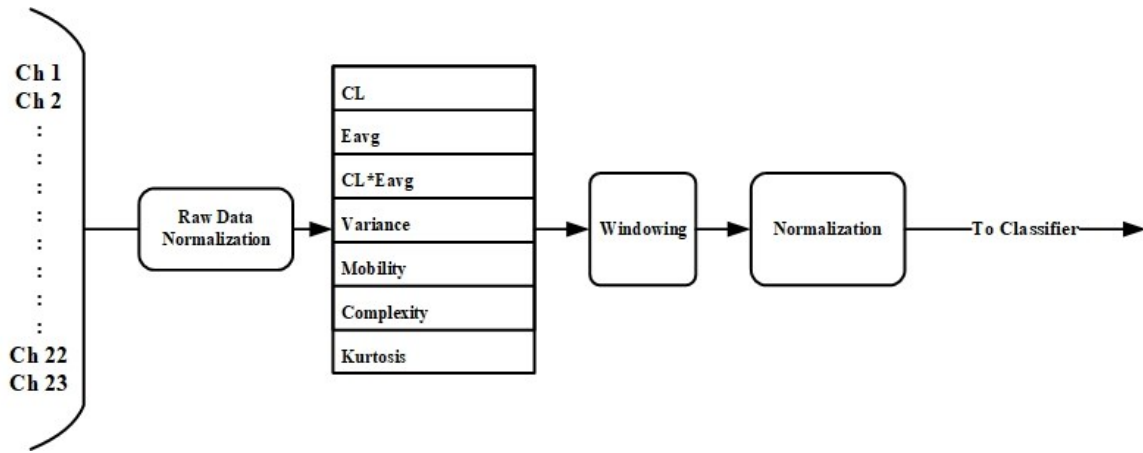 Ch 1
Ch 2
:
:
:
:
:
:
:
:
Ch 22
Ch 23
Raw Data
Normalization
CL
Eavg
CL*Eavg
Variance
Mobility
Complexity
Kurtosis
Windowing
Normalization
To Classifier